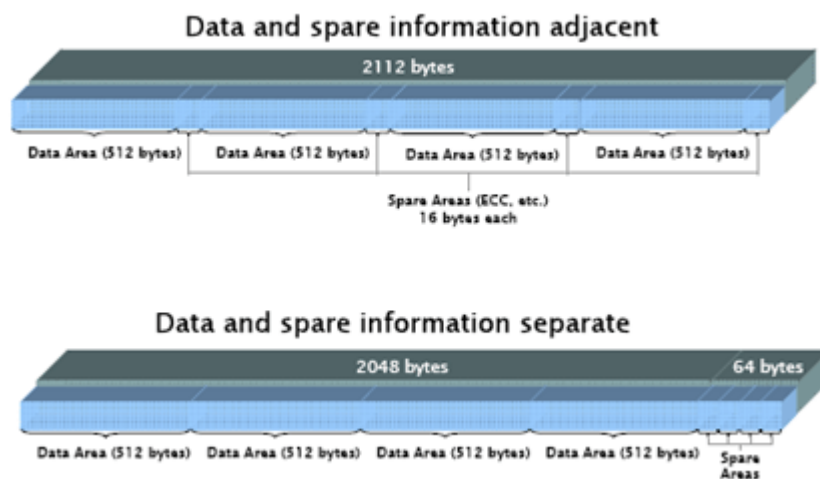 Data and spare information adjacent
2112 bytes
Data Area (512 bytes) Data Area (512 bytes) Data Area (512 bytes) Data Area (512 bytes)
Spare Areas (ECC, etc.)
16 bytes each
Data and spare information separate
2048 bytes 64 bytes
Data Area (512 bytes) Data Area (512 bytes) Data Area (512 bytes) Data Area (512 bytes) Spare
Areas